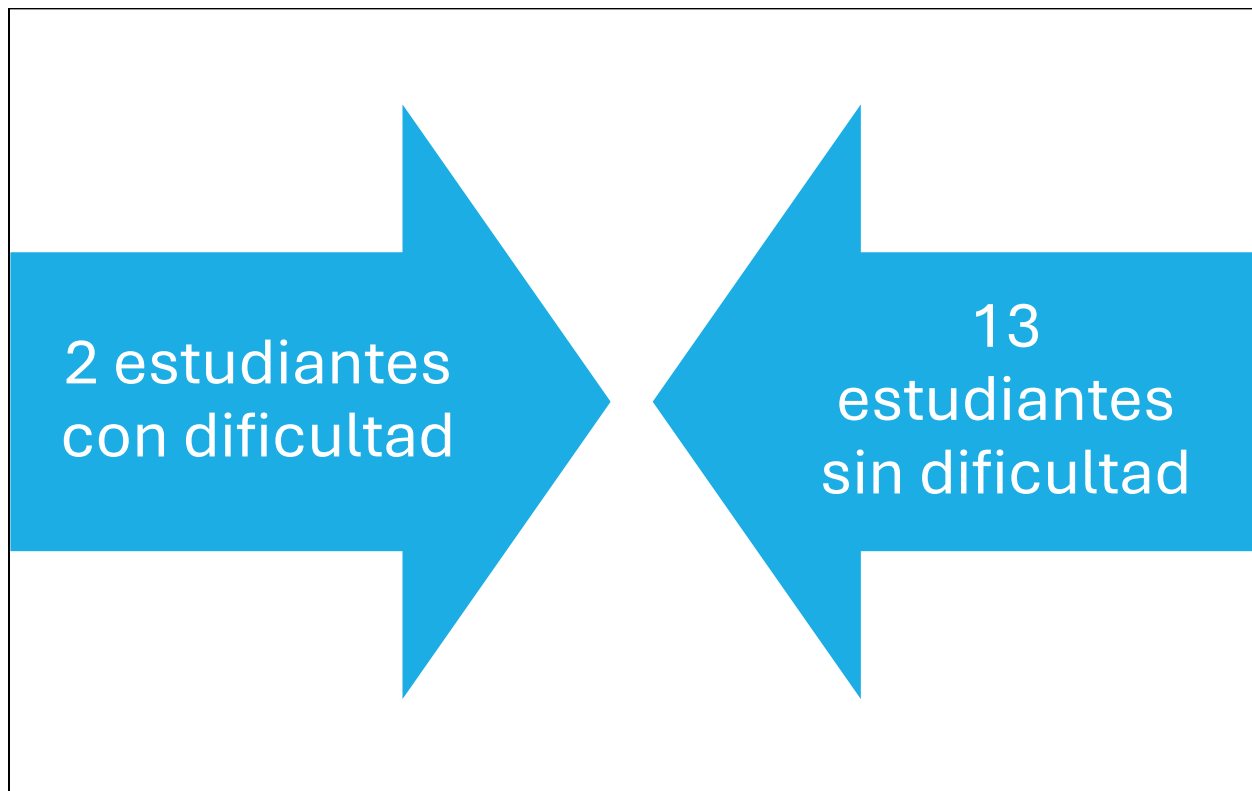 2 estudiantes
con dificultad
13
estudiantes
sin dificultad